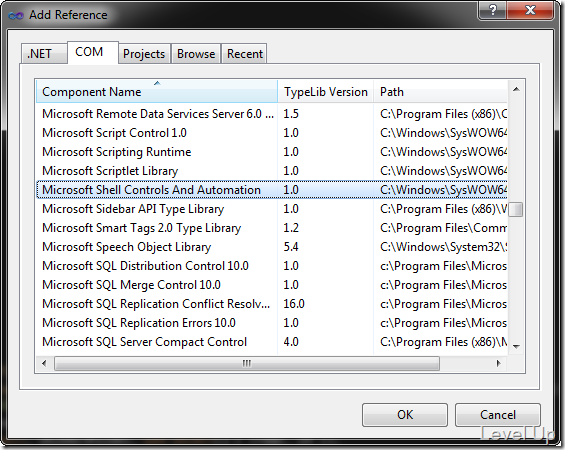 Add Reference
.NET COM Projects Browse Recent
Component Name TypeLib Version Path
Microsoft Remote Data Services Server 6.0 ... 1.5 C:\Program Files (x86)\C
Microsoft Script Control 1.0 1.0 C:\Windows\SysWOW64
Microsoft Scripting Runtime 1.0 C:\Windows\SysWOW64
Microsoft Scriptlet Library 1.0 C:\Windows\SysWOW64
Microsoft Shell Controls And Automation 1.0 C:\Windows\SysWOW64
Microsoft Sidebar API Type Library 1.0 C:\Program Files (x86)\W
Microsoft Smart Tags 2.0 Type Library 1.2 C:\Program Files\Comm
Microsoft Speech Object Library 5.4 C:\Windows\System32\S
Microsoft SQL Distribution Control 10.0 1.0 c:\Program Files\Micros
Microsoft SQL Merge Control 10.0 1.0 c:\Program Files\Micros
Microsoft SQL Replication Conflict Resolv... 16.0 c:\Program Files\Micros
Microsoft SQL Replication Errors 10.0 1.0 c:\Program Files\Micros
Microsoft SQL Server Compact Control 4.0 C:\Program Files (x86)\M
OK Cancel
Level Up